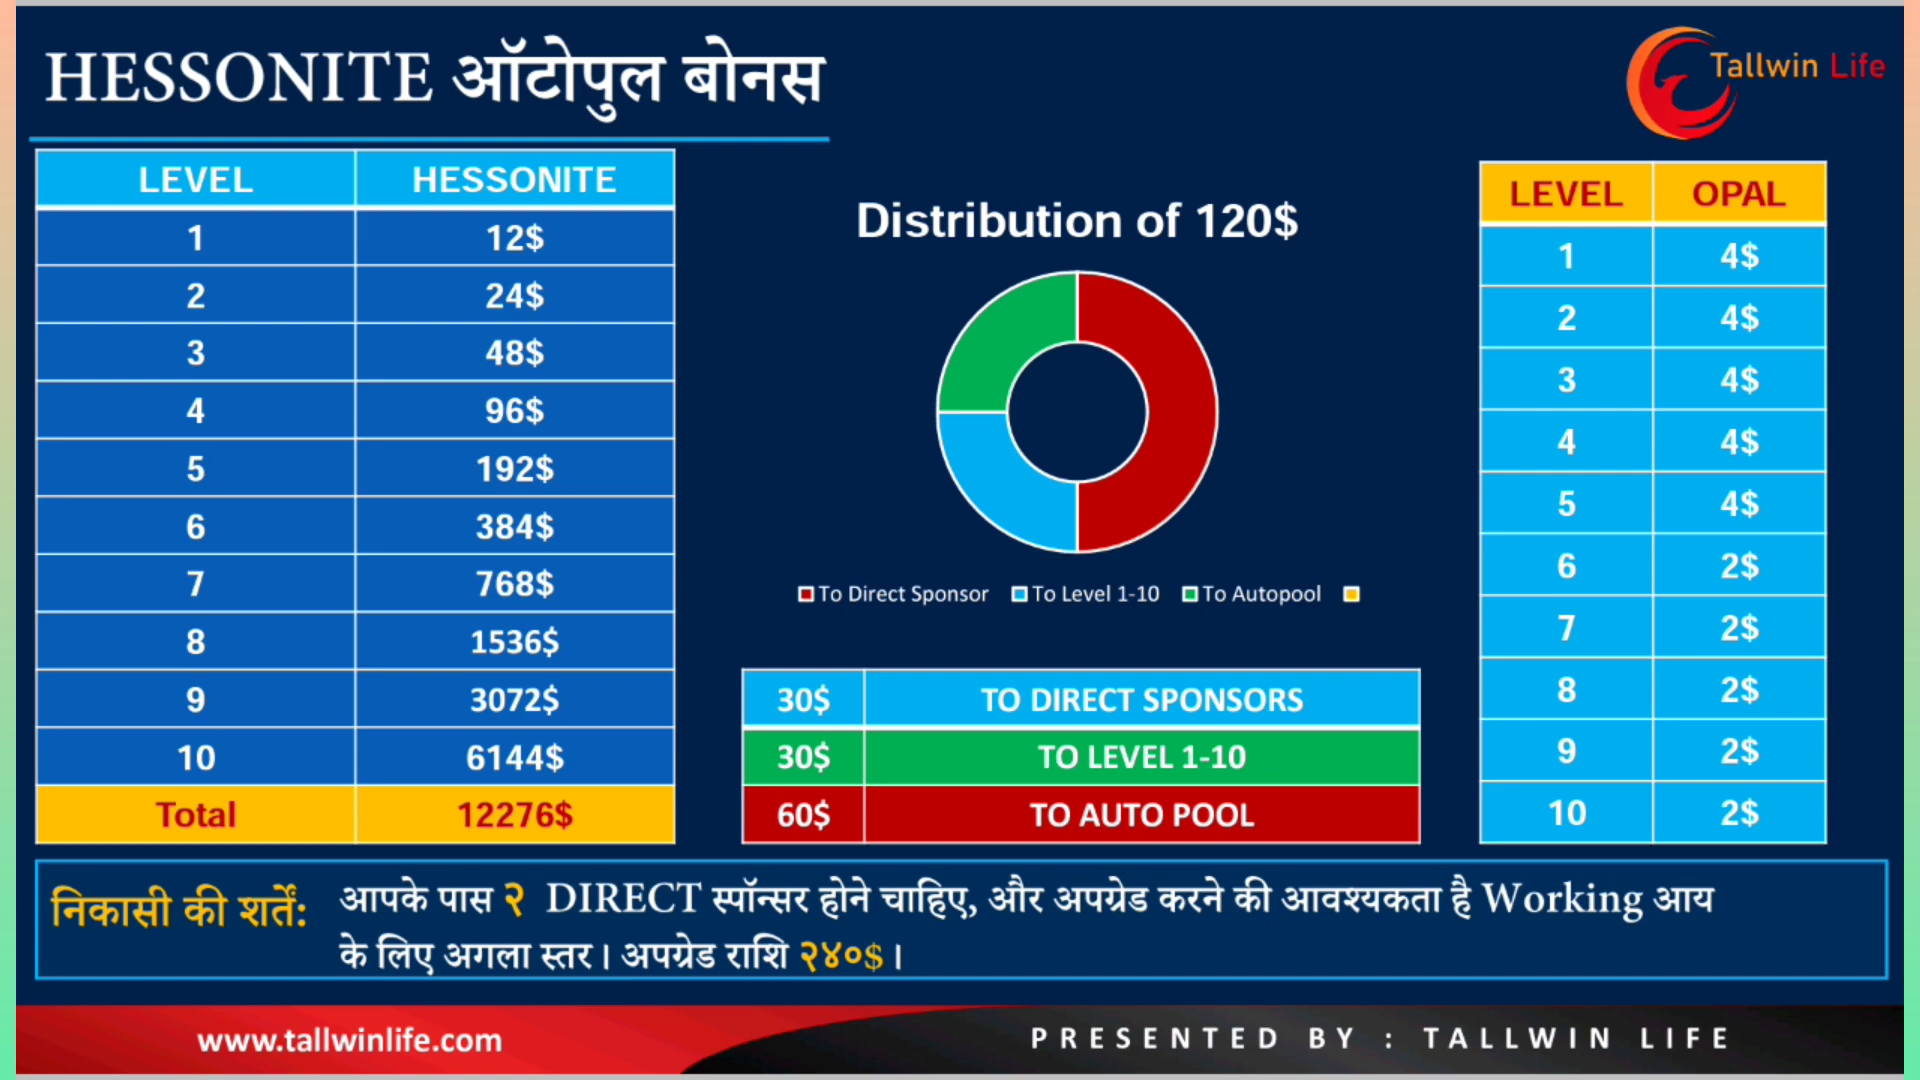 HESSONITE ऑटोपुल बोनस
Tallwin Life
LEVEL HESSONITE
1 12$
2 24$
3 48$
4 96$
5 192$
6 384$
7 768$
8 1536$
9 3072$
10 6144$
Total 12276$
Distribution of 120$
To Direct Sponsor To Level 1-10 To Autopool
30$ TO DIRECT SPONSORS
30$ TO LEVEL 1-10
60$ TO AUTO POOL
LEVEL OPAL
1 4$
2 4$
3 4$
4 4$
5 4$
6 2$
7 2$
8 2$
9 2$
10 2$
निकासी की शर्तें: आपके पास २ DIRECT स्पॉन्सर होने चाहिए, और अपग्रेड करने की आवश्यकता है Working आय
के लिए अगला स्तर। अपग्रेड राशि २४०$।
www.tallwinlife.com
PRESENTED BY : TALLWIN LIFE